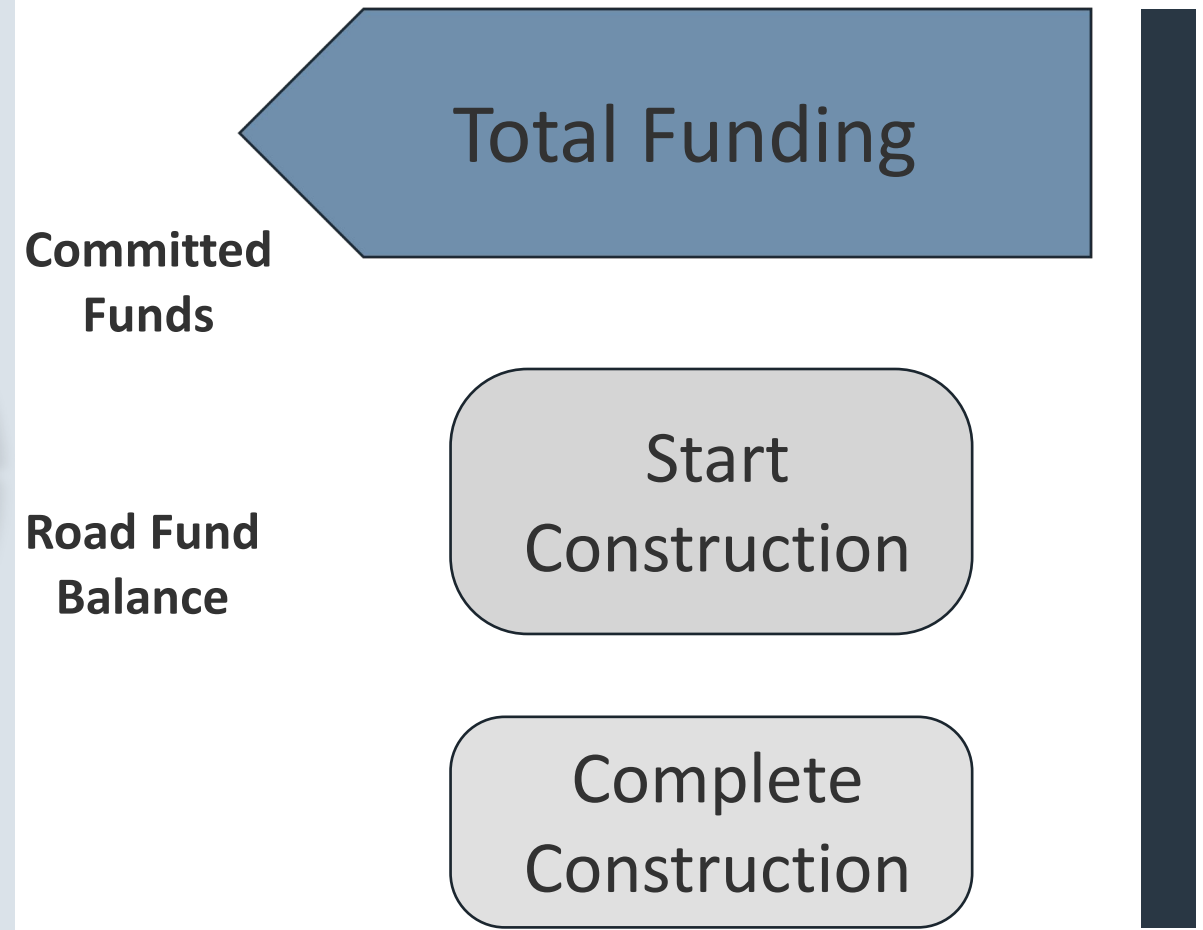 Total Funding
Committed
Funds
Start
Construction
Road Fund
Balance
Complete
Construction